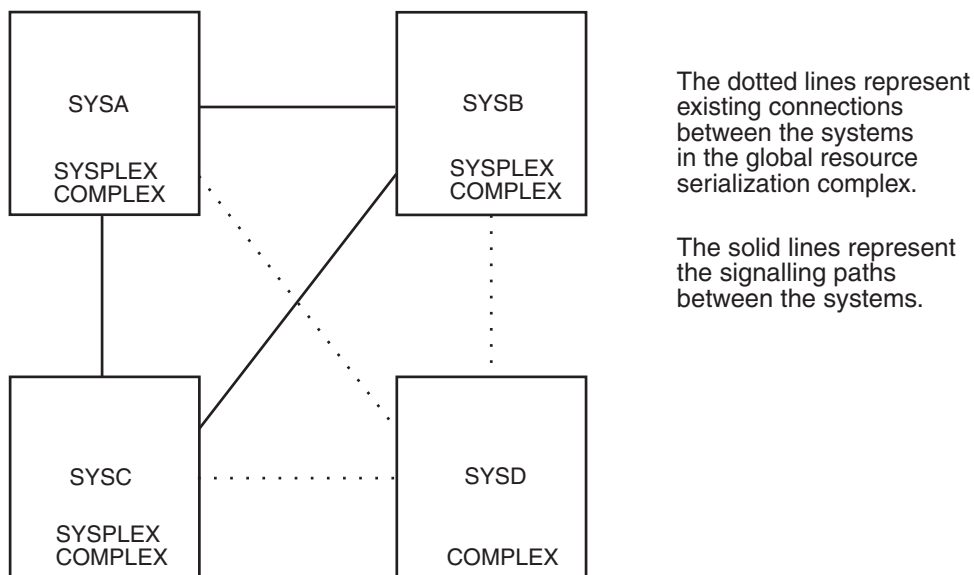 SYSA
SYSPLEX
COMPLEX
SYSB
SYSPLEX
COMPLEX
The dotted lines represent
existing connections
between the systems
in the global resource
serialization complex.
The solid lines represent
the signalling paths
between the systems.
SYSC
SYSPLEX
COMPLEX
SYSD
COMPLEX